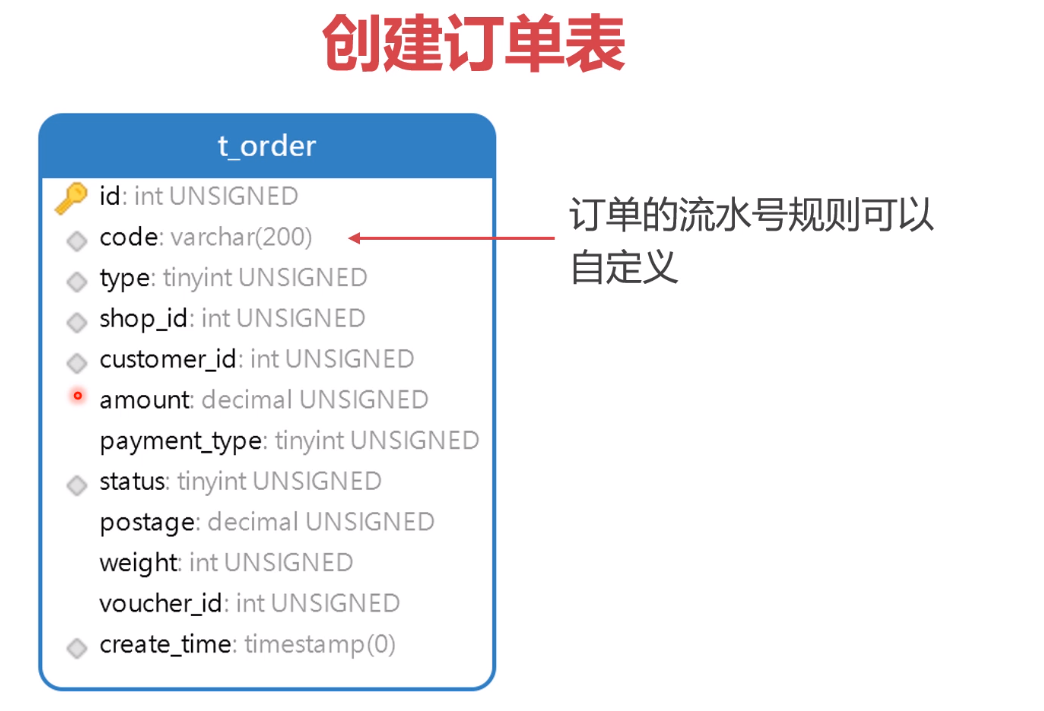 创建订单表
t_order
id: int UNSIGNED
code: varchar(200)
订单的流水号规则可以
自定义
type: tinyint UNSIGNED
shop_id: int UNSIGNED
customer_id: int UNSIGNED
amount: decimal UNSIGNED
payment_type: tinyint UNSIGNED
status: tinyint UNSIGNED
postage: decimal UNSIGNED
weight: int UNSIGNED
voucher_id: int UNSIGNED
create_time: timestamp(0)